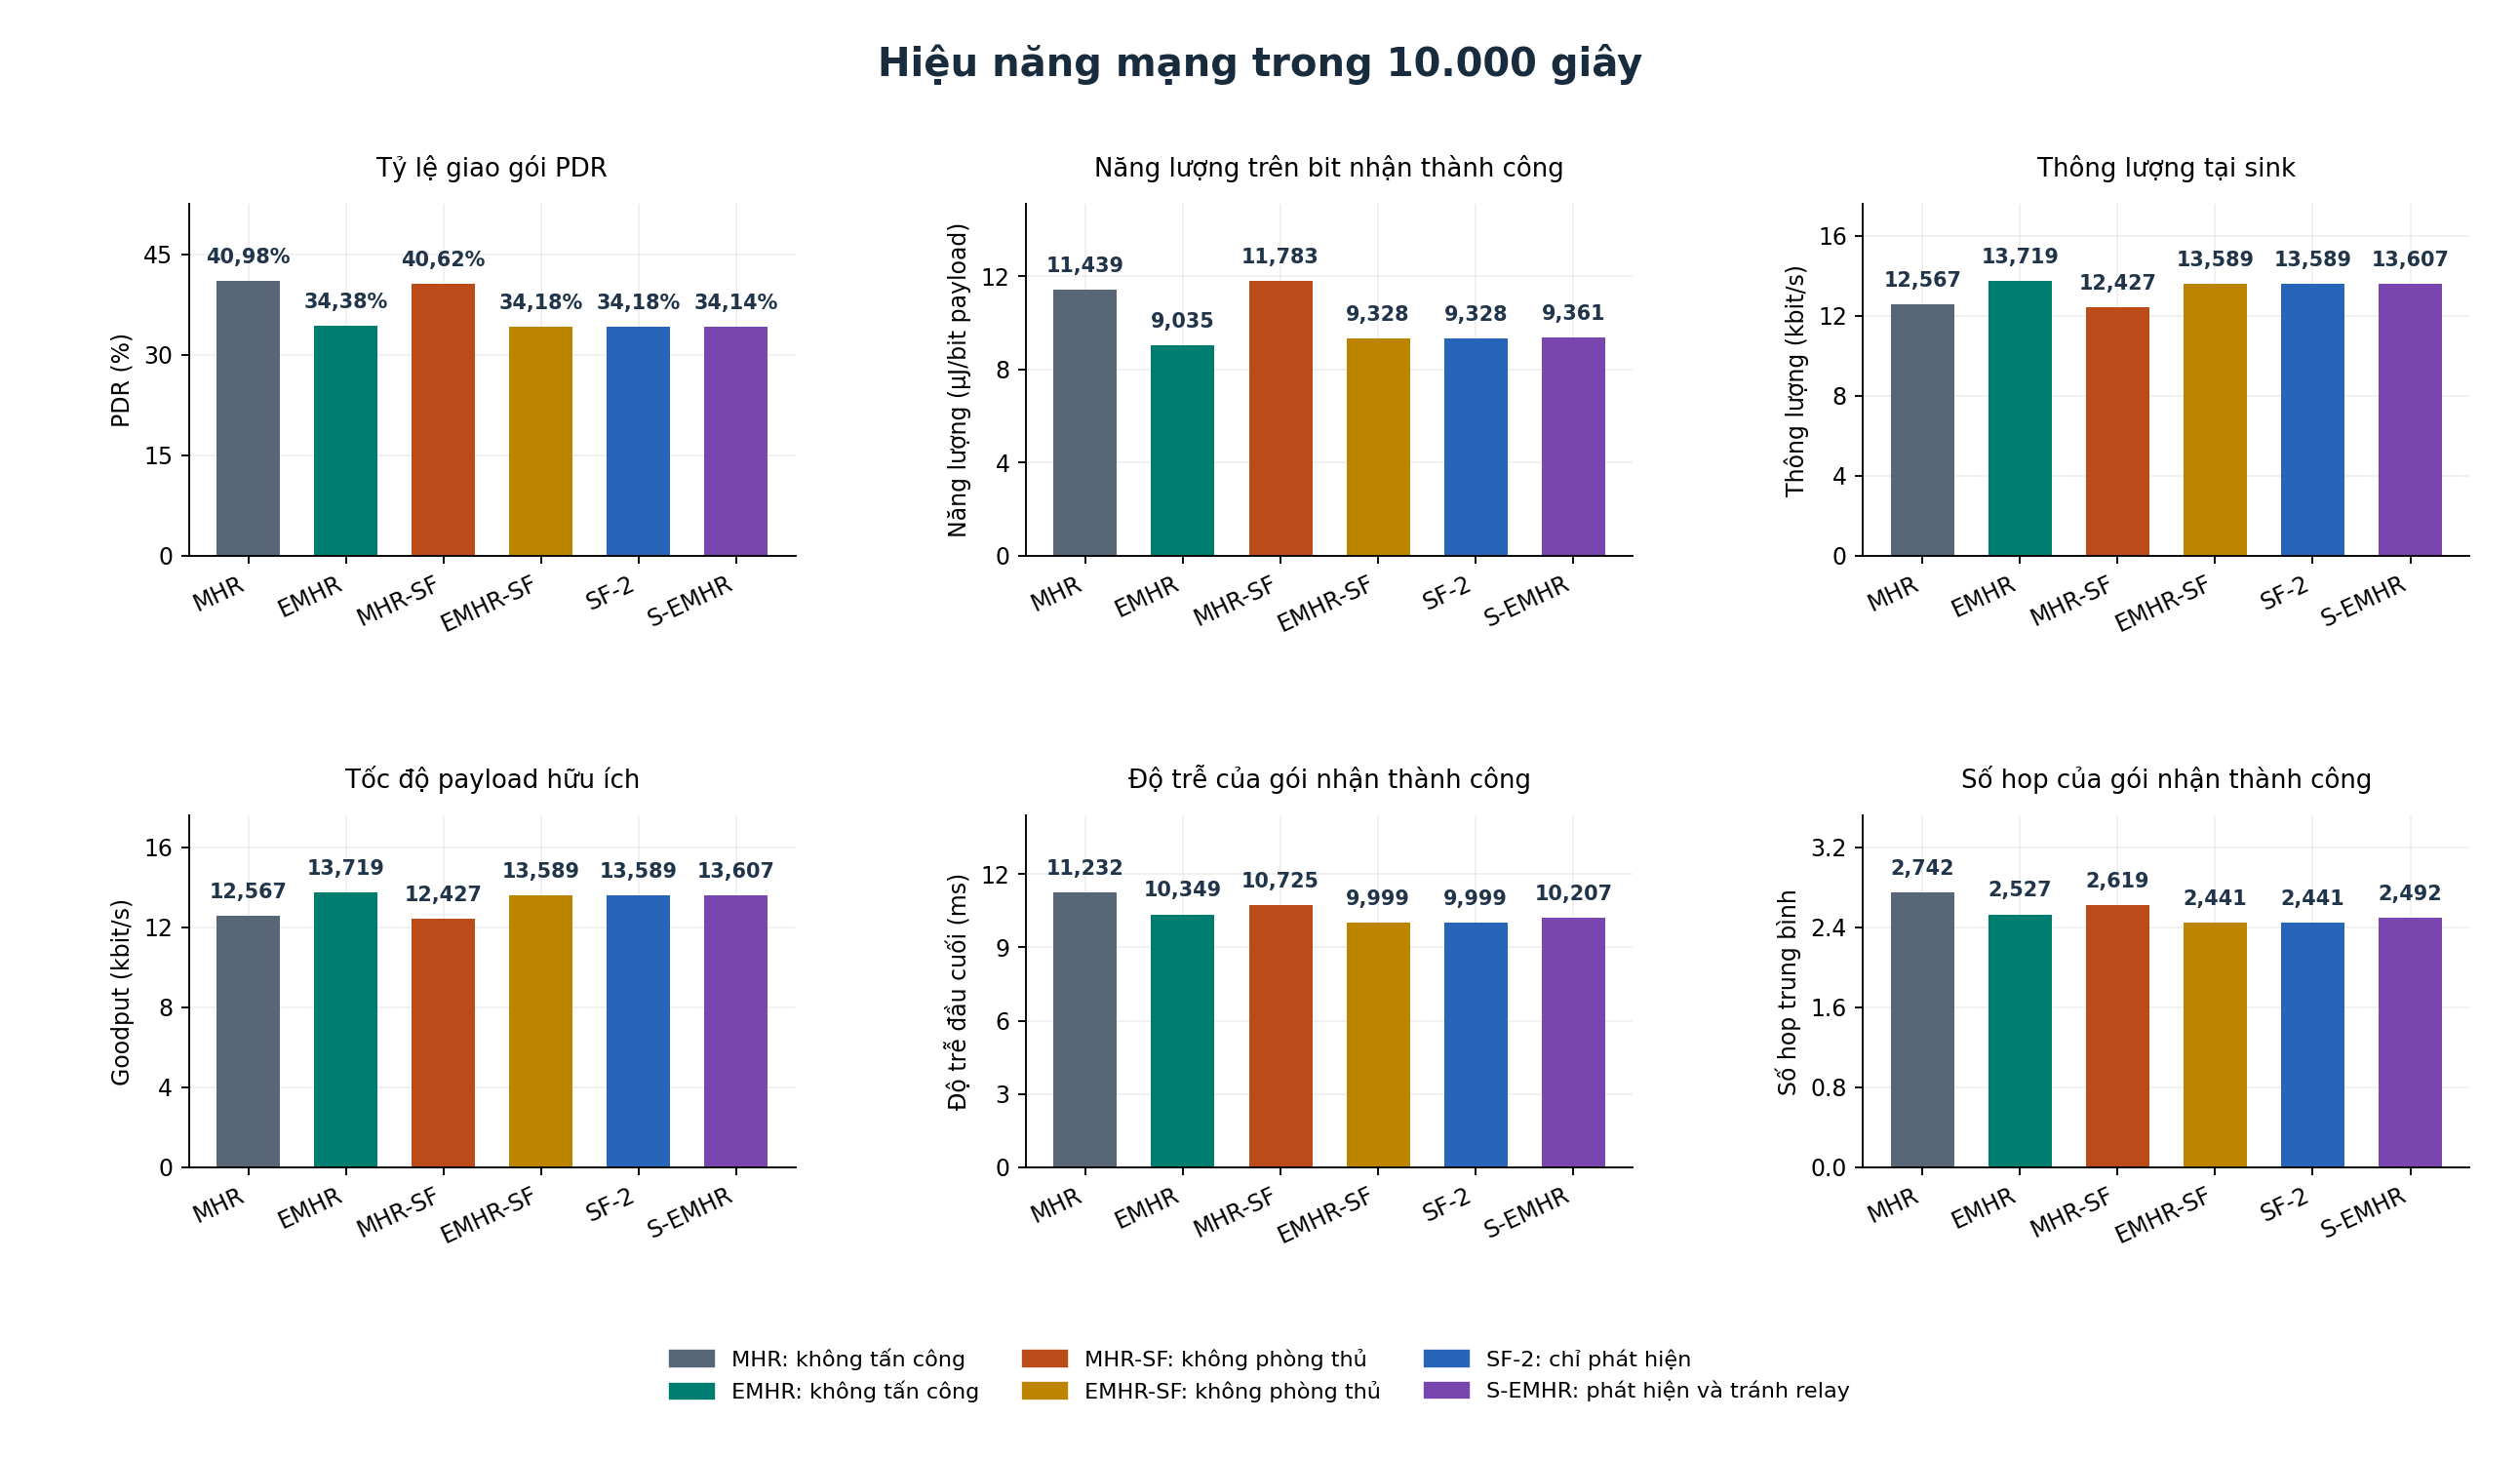 Hiệu năng mạng trong 10.000 giây
Tỷ lệ giao gói PDR
PDR (%)
45
30
15
0
40,98%
34,38%
40,62%
34,18%
34,18%
34,14%
MHR
EMHR
MHR-SF
EMHR-SF
SF-2
S-EMHR
Năng lượng trên bit nhận thành công
Năng lượng (µJ/bit payload)
12
8
4
0
11,439
9,035
11,783
9,328
9,328
9,361
MHR
EMHR
MHR-SF
EMHR-SF
SF-2
S-EMHR
Thông lượng tại sink
Thông lượng (kbit/s)
16
12
8
4
0
12,567
13,719
12,427
13,589
13,589
13,607
MHR
EMHR
MHR-SF
EMHR-SF
SF-2
S-EMHR
Tốc độ payload hữu ích
Goodput (kbit/s)
16
12
8
4
0
12,567
13,719
12,427
13,589
13,589
13,607
MHR
EMHR
MHR-SF
EMHR-SF
SF-2
S-EMHR
Độ trễ của gói nhận thành công
Độ trễ đầu cuối (ms)
12
9
6
3
0
11,232
10,349
10,725
9,999
9,999
10,207
MHR
EMHR
MHR-SF
EMHR-SF
SF-2
S-EMHR
Số hop của gói nhận thành công
Số hop trung bình
3.2
2.4
1.6
0.8
0.0
2,742
2,527
2,619
2,441
2,441
2,492
MHR
EMHR
MHR-SF
EMHR-SF
SF-2
S-EMHR
MHR: không tấn công
EMHR: không tấn công
MHR-SF: không phòng thủ
EMHR-SF: không phòng thủ
SF-2: chỉ phát hiện
S-EMHR: phát hiện và tránh relay